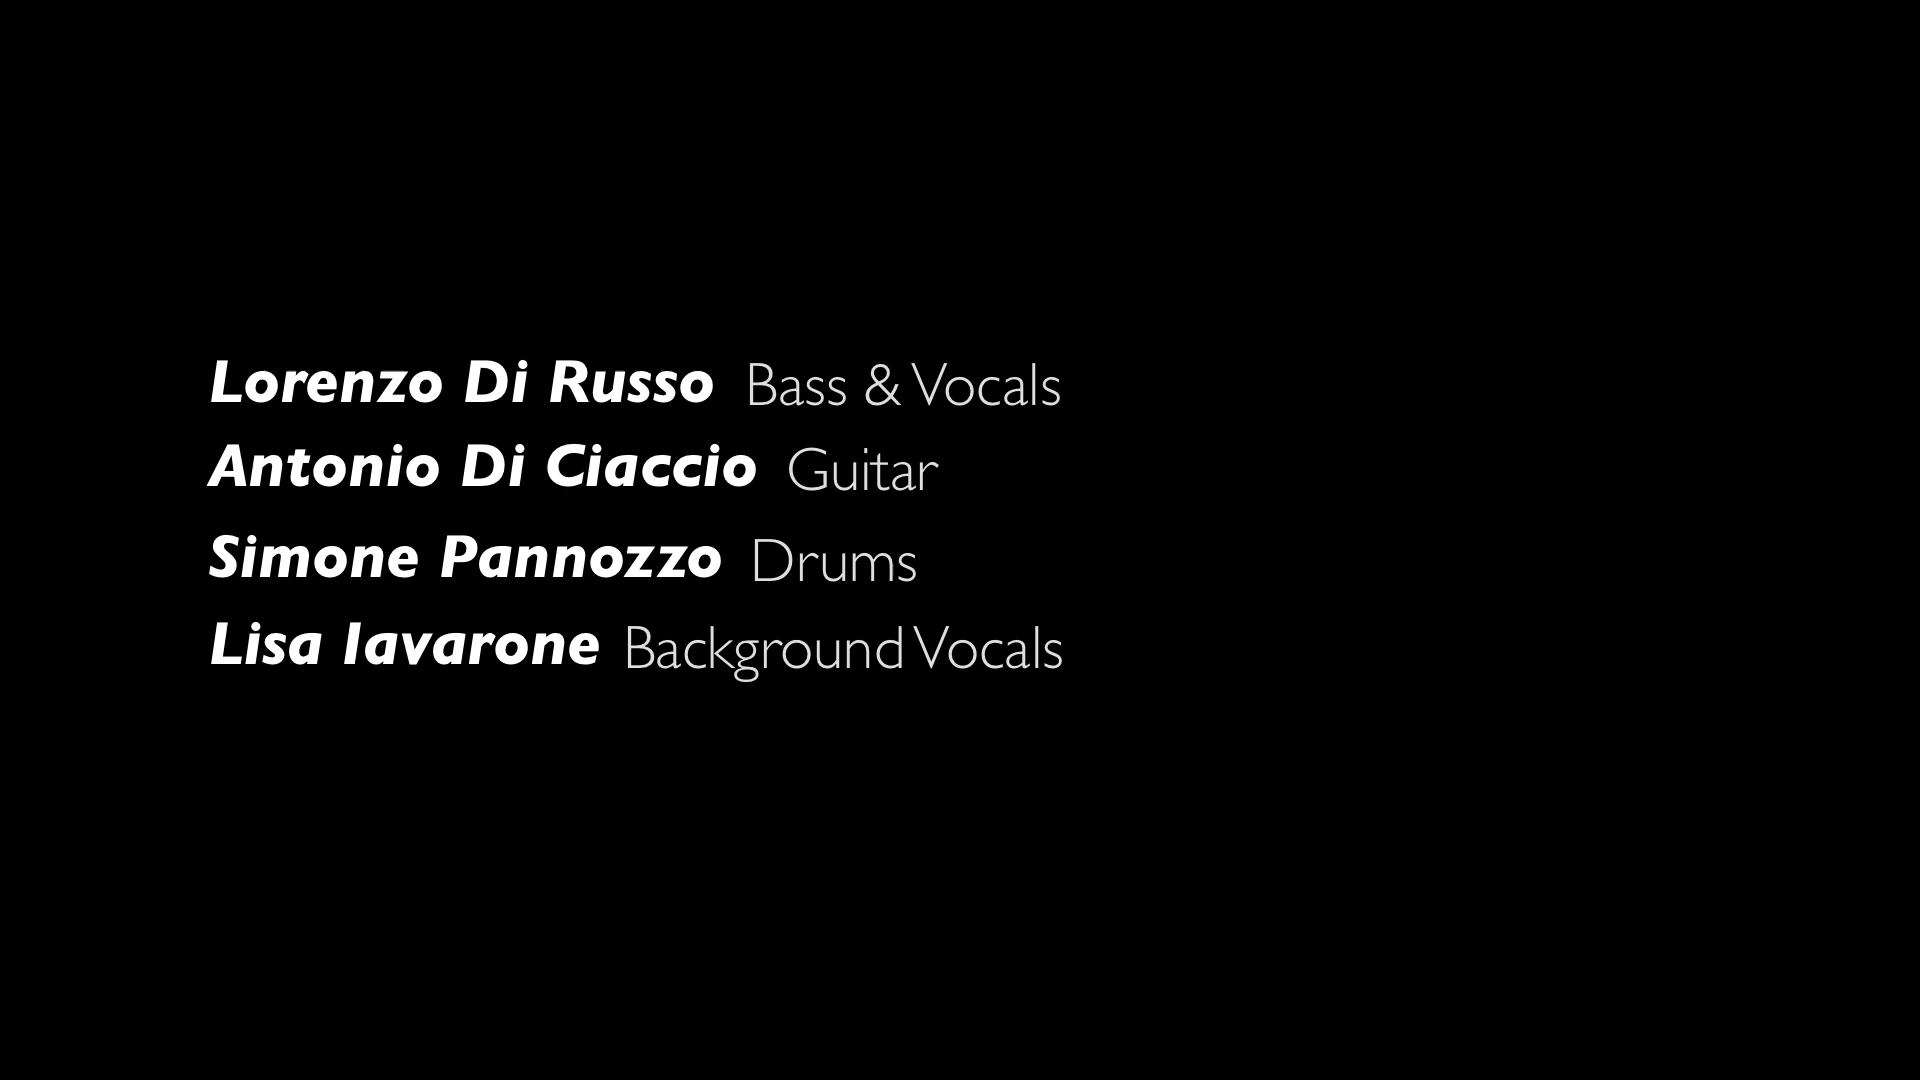 Lorenzo Di Russo Bass & Vocals
Antonio Di Ciaccio Guitar
Simone Pannozzo Drums
Lisa Iavarone Background Vocals